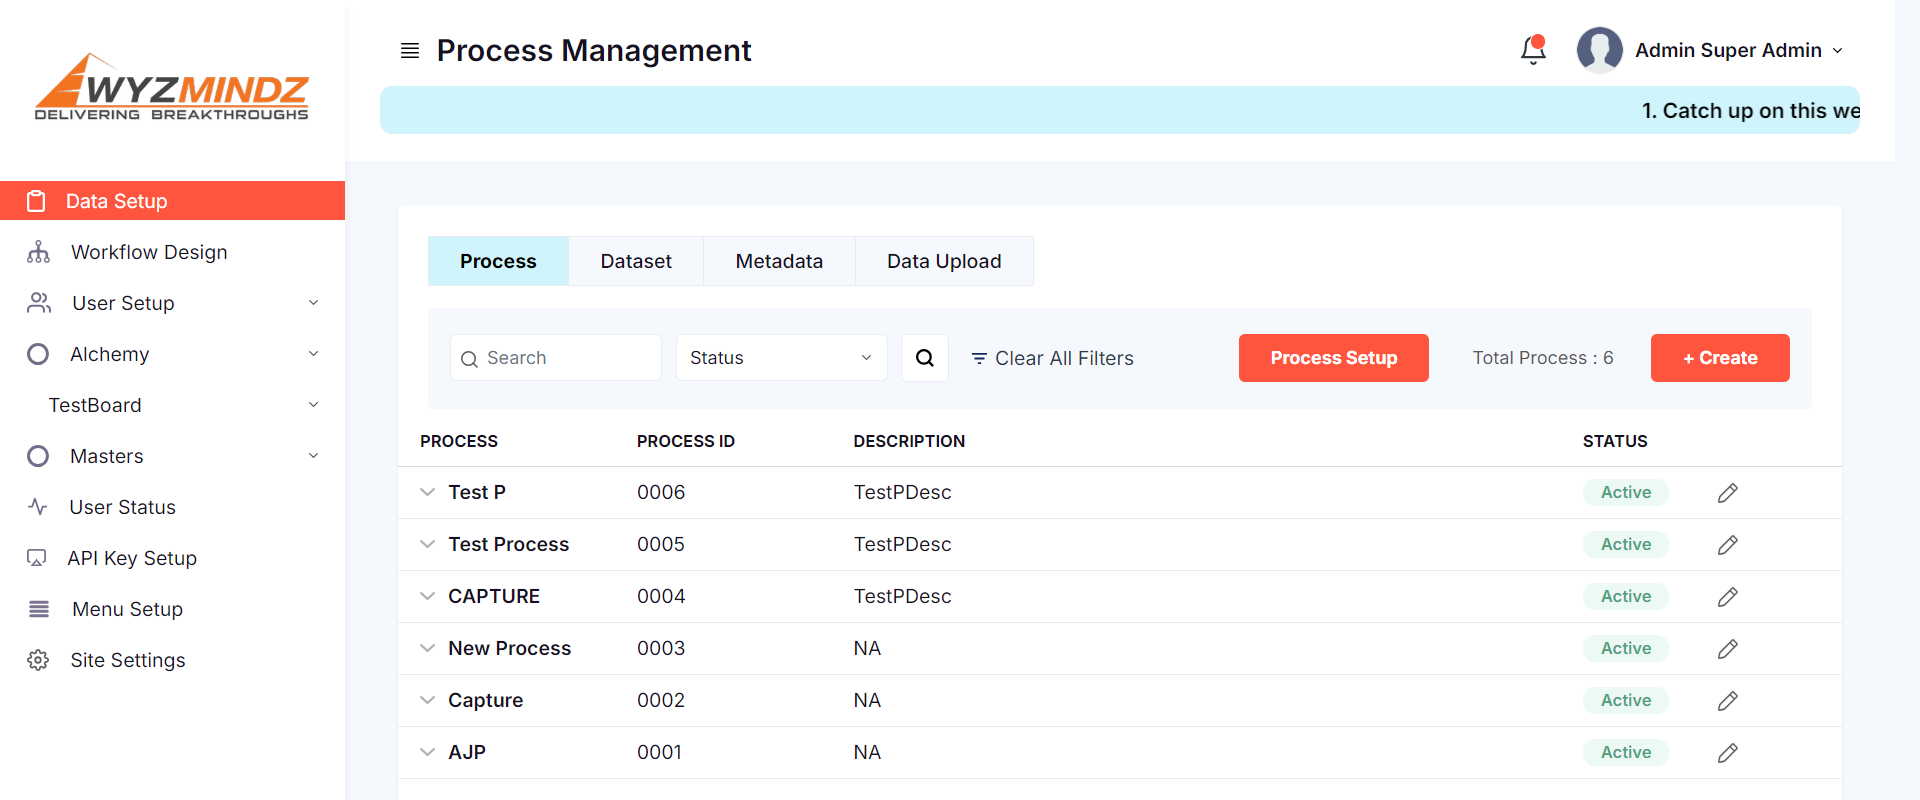 WYZMINDZ
DELIVERING BREAKTHROUGHS
Data Setup
Workflow Design
User Setup
Alchemy
TestBoard
Masters
User Status
API Key Setup
Menu Setup
Site Settings
Process Management
Admin Super Admin
1. Catch up on this we
Process Dataset Metadata Data Upload
Search Status Clear All Filters Process Setup Total Process : 6 + Create
PROCESS PROCESS ID DESCRIPTION STATUS
Test P 0006 TestPDesc Active
Test Process 0005 TestPDesc Active
CAPTURE 0004 TestPDesc Active
New Process 0003 NA Active
Capture 0002 NA Active
AJP 0001 NA Active